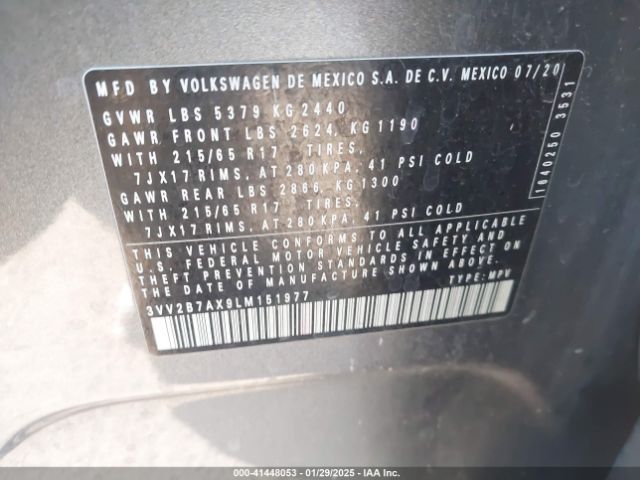 MFD BY VOLKSWAGEN DE MEXICO S.A. DE C.V. MEXICO 07/20
GVWR LBS 5379 KG 2440
GAWR FRONT LBS 2624, KG 1190
WITH 215/65 R17 TIRES,
7JX17 RIMS, AT 280 KPA, 41 PSI COLD
GAWR REAR LBS 2866, KG 1300
WITH 215/65 R17 TIRES,
7JX17 RIMS, AT 280 KPA, 41 PSI COLD
THIS VEHICLE CONFORMS TO ALL APPLICABLE
U.S. FEDERAL MOTOR VEHICLE SAFETY AND
THEFT PREVENTION STANDARDS IN EFFECT ON
THE DATE OF MANUFACTURE SHOWN ABOVE.
3VV2B7AX9LM151977
TYPE: MPV
1640250 3531
000-41448053 - 01/29/2025 - IAA Inc.